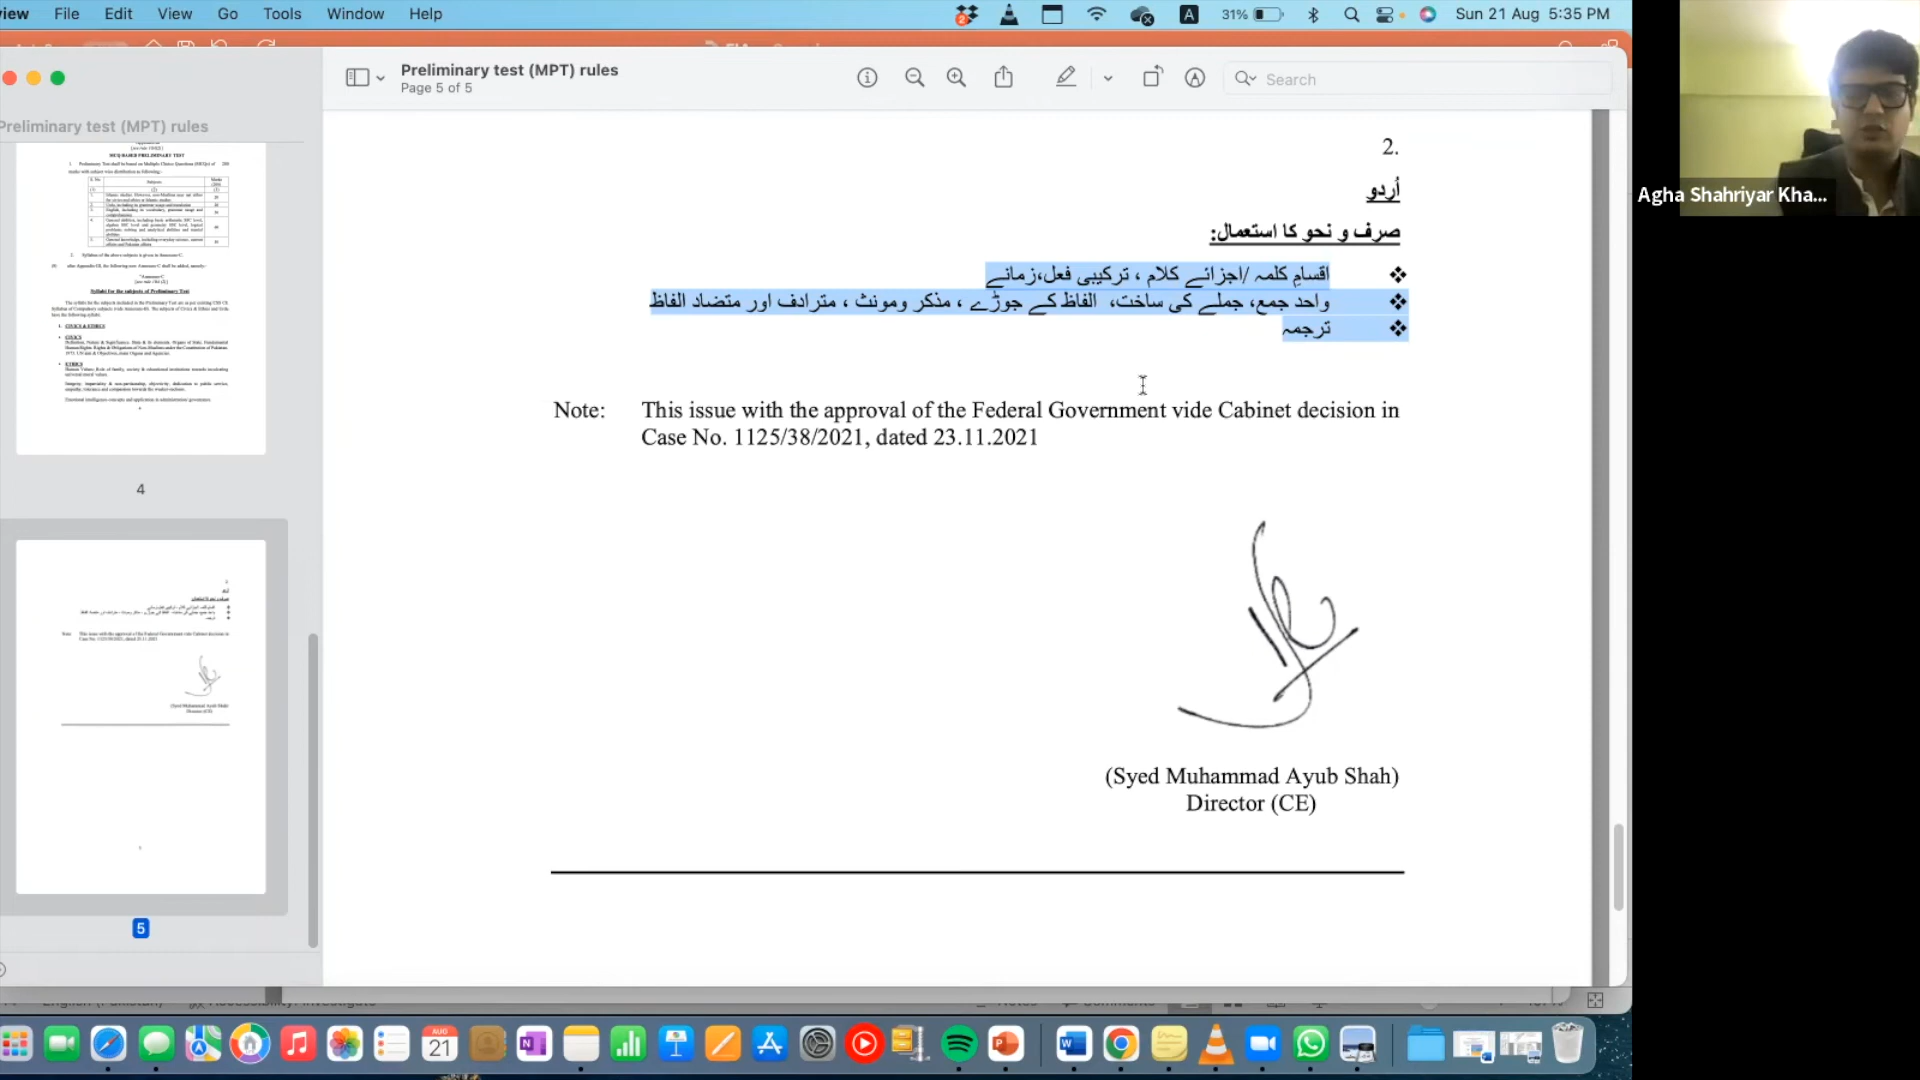 view File Edit View Go Tools Window Help 31% Sun 21 Aug 5:35 PM
Preliminary test (MPT) rules
Page 5 of 5
Search
Preliminary test (MPT) rules
4
5
2.
اُردو
صرف و نحو کا استعمال:
❖ اقسامِ کلمہ /اجزائے کلام ، ترکیبی فعل،زمانے
❖ واحد جمع، جملے کی ساخت، الفاظ کے جوڑے ، مذکر ومونث ، مترادف اور متضاد الفاظ
❖ ترجمہ
Note: This issue with the approval of the Federal Government vide Cabinet decision in
Case No. 1125/38/2021, dated 23.11.2021
(Syed Muhammad Ayub Shah)
Director (CE)
Agha Shahriyar Kha...
AUG
21